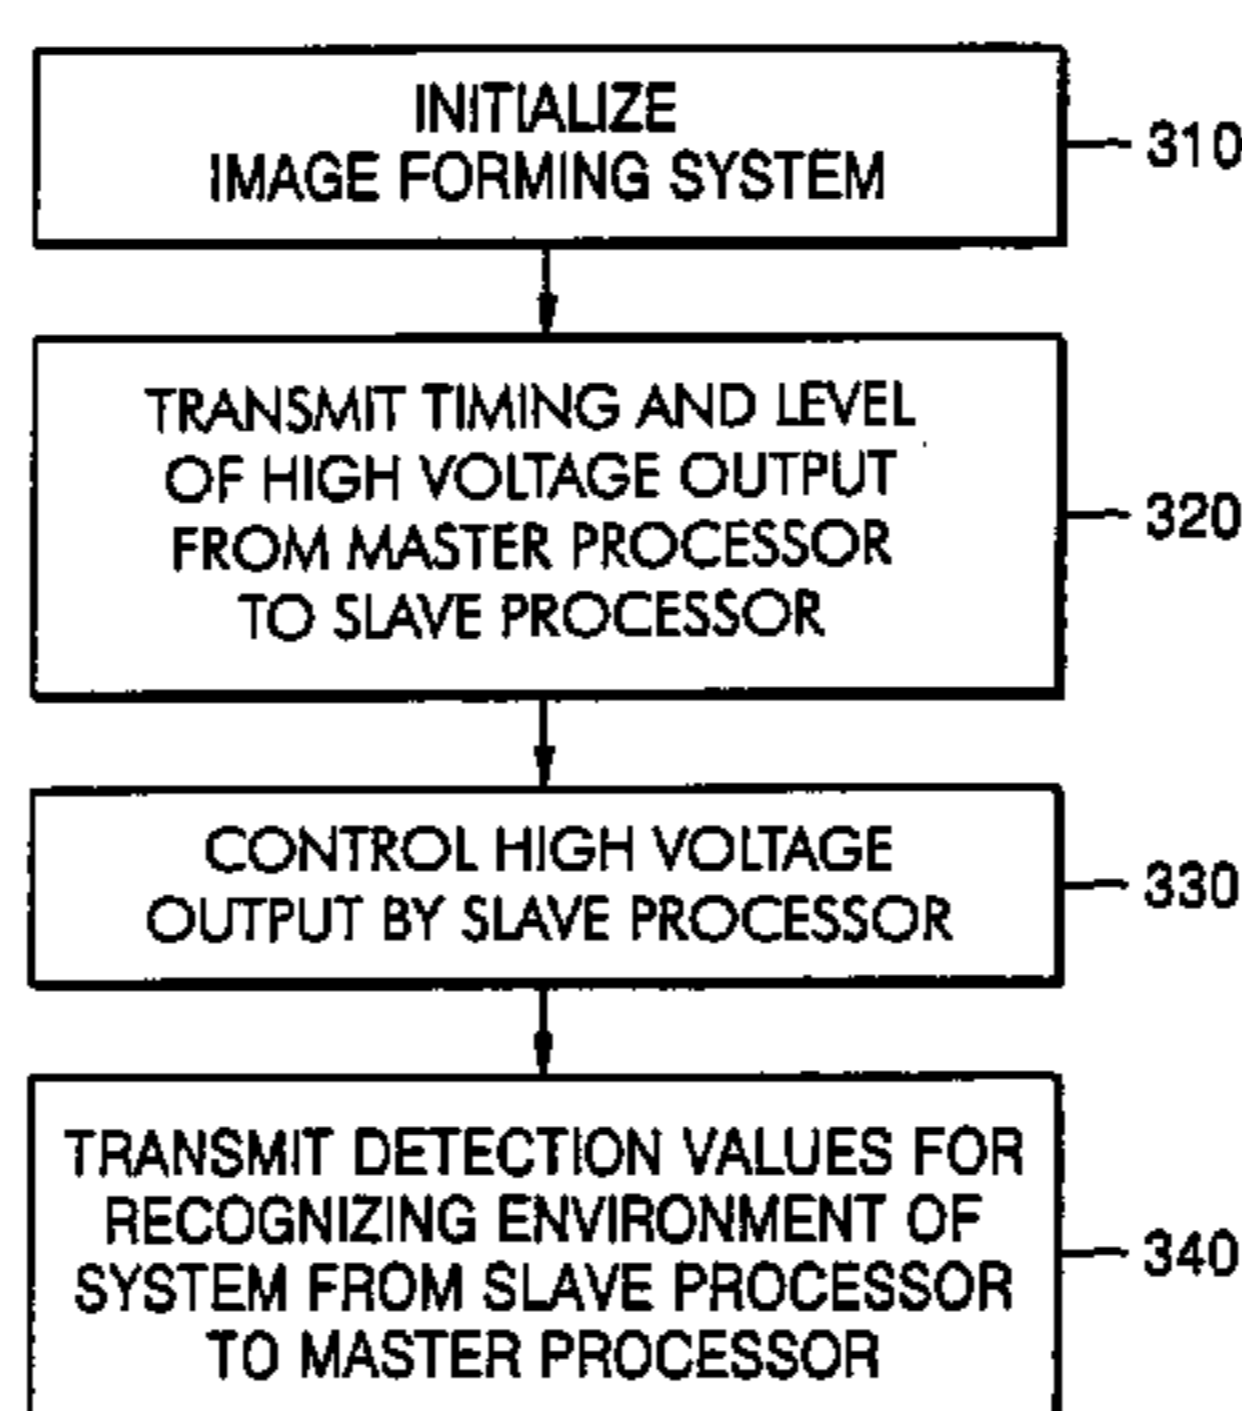 INITIALIZE
IMAGE FORMING SYSTEM
310
TRANSMIT TIMING AND LEVEL
OF HIGH VOLTAGE OUTPUT
FROM MASTER PROCESSOR
TO SLAVE PROCESSOR
320
CONTROL HIGH VOLTAGE
OUTPUT BY SLAVE PROCESSOR
330
TRANSMIT DETECTION VALUES FOR
RECOGNIZING ENVIRONMENT OF
SYSTEM FROM SLAVE PROCESSOR
TO MASTER PROCESSOR
340